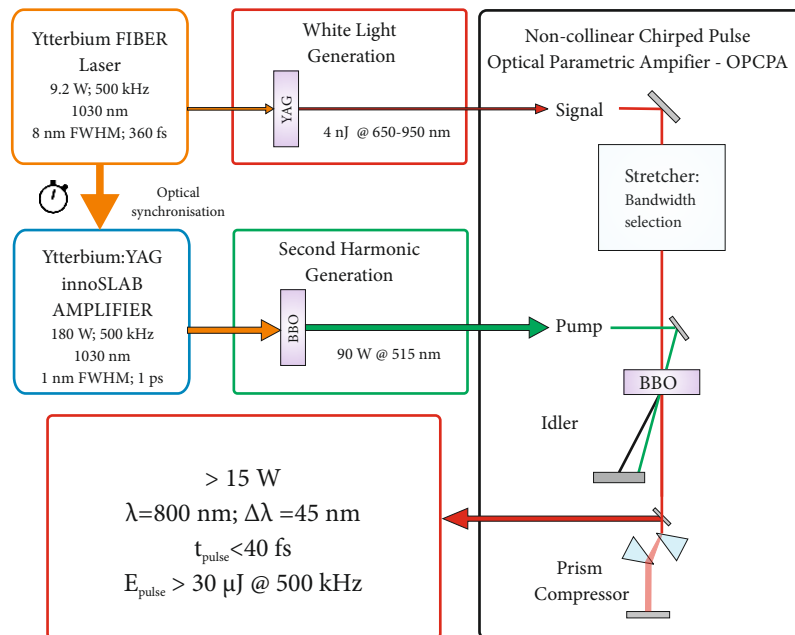 Ytterbium FIBER
Laser
9.2 W; 500 kHz
1030 nm
8 nm FWHM; 360 fs
White Light
Generation
YAG
4 nJ @ 650-950 nm
Non-collinear Chirped Pulse
Optical Parametric Ampifier - OPCPA
Signal
Stretcher:
Bandwidth
selection
Optical
synchronisation
Ytterbium:YAG
innoSLAB
AMPLIFIER
180 W; 500 kHz
1030 nm
1 nm FWHM; 1 ps
Second Harmonic
Generation
BBO
90 W @ 515 nm
Pump
BBO
Idler
> 15 W
λ=800 nm; Δλ =45 nm
t_pulse<40 fs
E_pulse > 30 μJ @ 500 kHz
Prism
Compressor